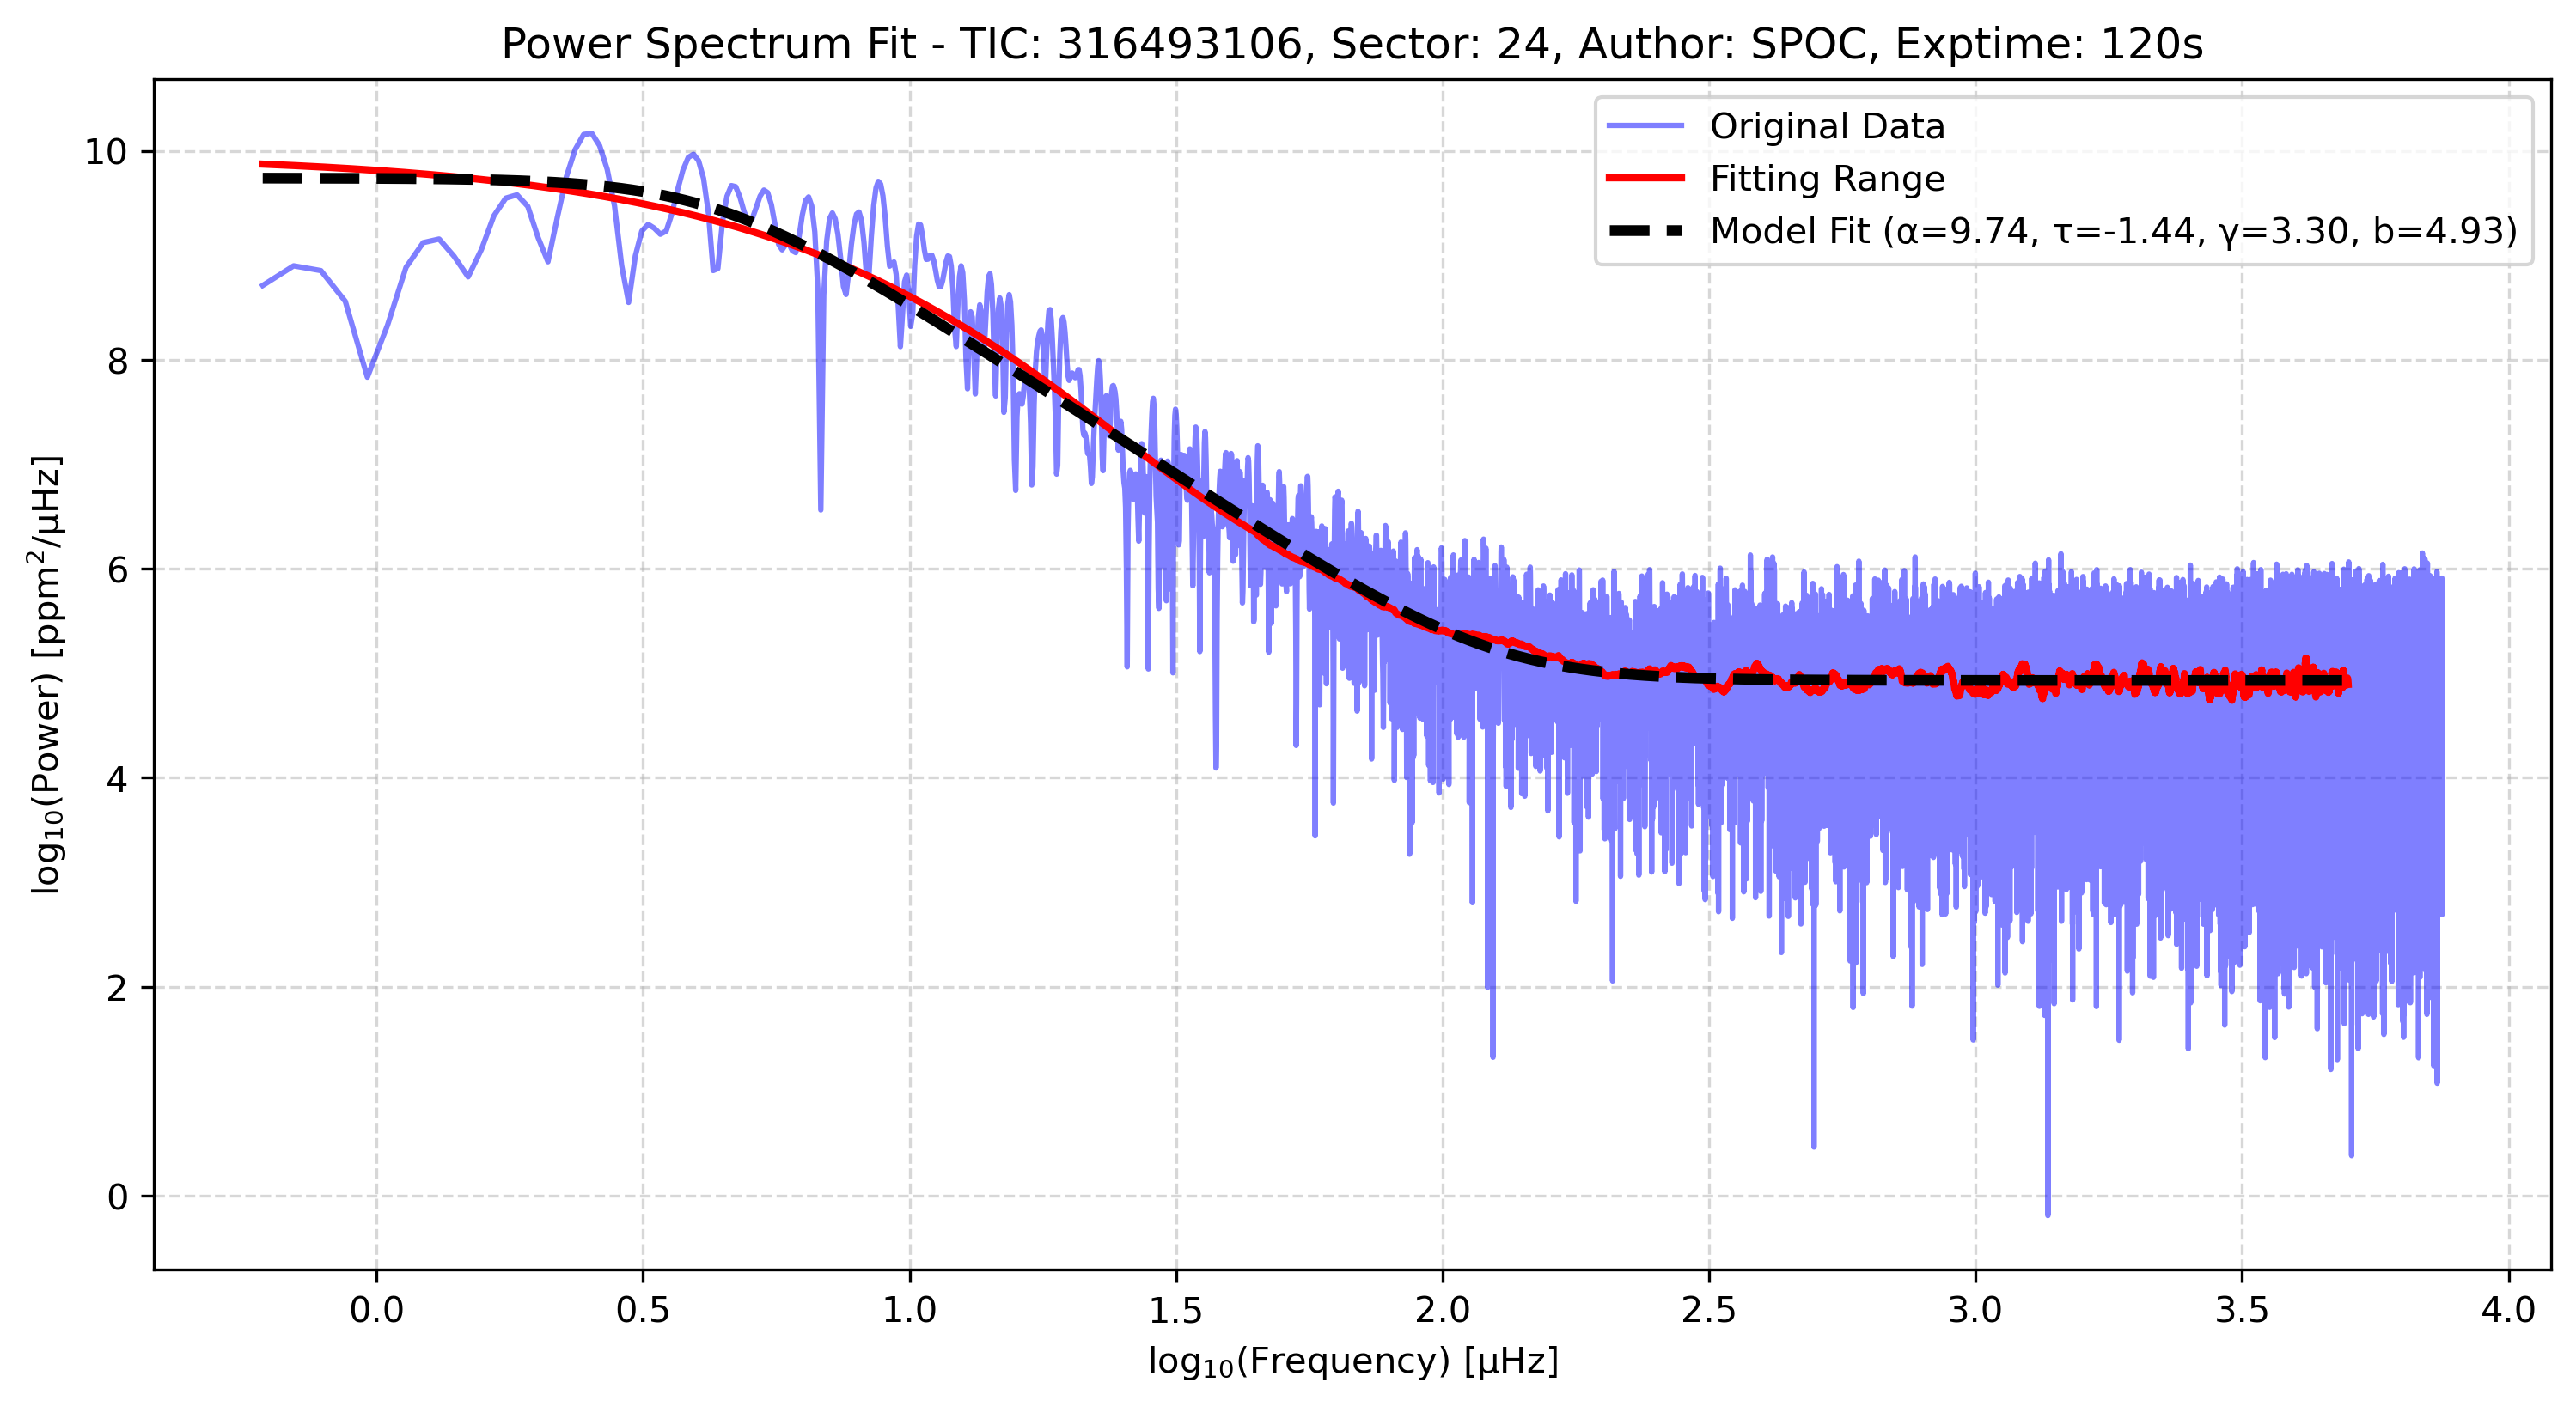 Power Spectrum Fit - TIC: 316493106, Sector: 24, Author: SPOC, Exptime: 120s
Original Data
Fitting Range
Model Fit (α=9.74, τ=-1.44, γ=3.30, b=4.93)
log₁₀(Power) [ppm²/μHz]
10
8
6
4
2
0
0.0 0.5 1.0 1.5 2.0 2.5 3.0 3.5 4.0
log₁₀(Frequency) [μHz]